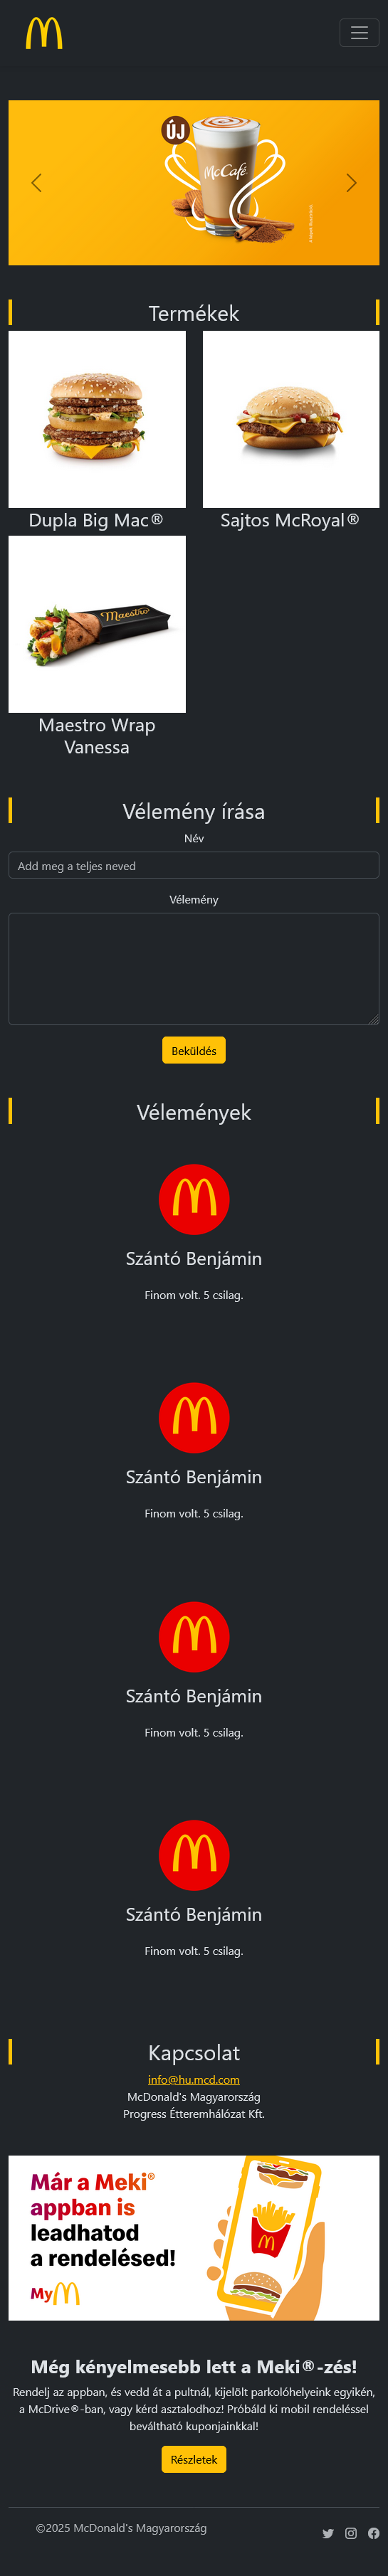 ÚJ
McCafé
Termékek
Dupla Big Mac®
Sajtos McRoyal®
Maestro
Maestro Wrap
Vanessa
Vélemény írása
Név
Add meg a teljes neved
Vélemény
Beküldés
Vélemények
Szántó Benjámin
Finom volt. 5 csilag.
Szántó Benjámin
Finom volt. 5 csilag.
Szántó Benjámin
Finom volt. 5 csilag.
Szántó Benjámin
Finom volt. 5 csilag.
Kapcsolat
info@hu.mcd.com
McDonald's Magyarország
Progress Étteremhálózat Kft.
Már a Meki®
appban is
leadhatod
a rendelésed!
My
Még kényelmesebb lett a Meki®-zés!
Rendelj az appban, és vedd át a pultnál, kijelölt parkolóhelyeink egyikén,
a McDrive®-ban, vagy kérd asztalodhoz! Próbáld ki mobil rendeléssel
beváltható kuponjainkkal!
Részletek
©2025 McDonald's Magyarország